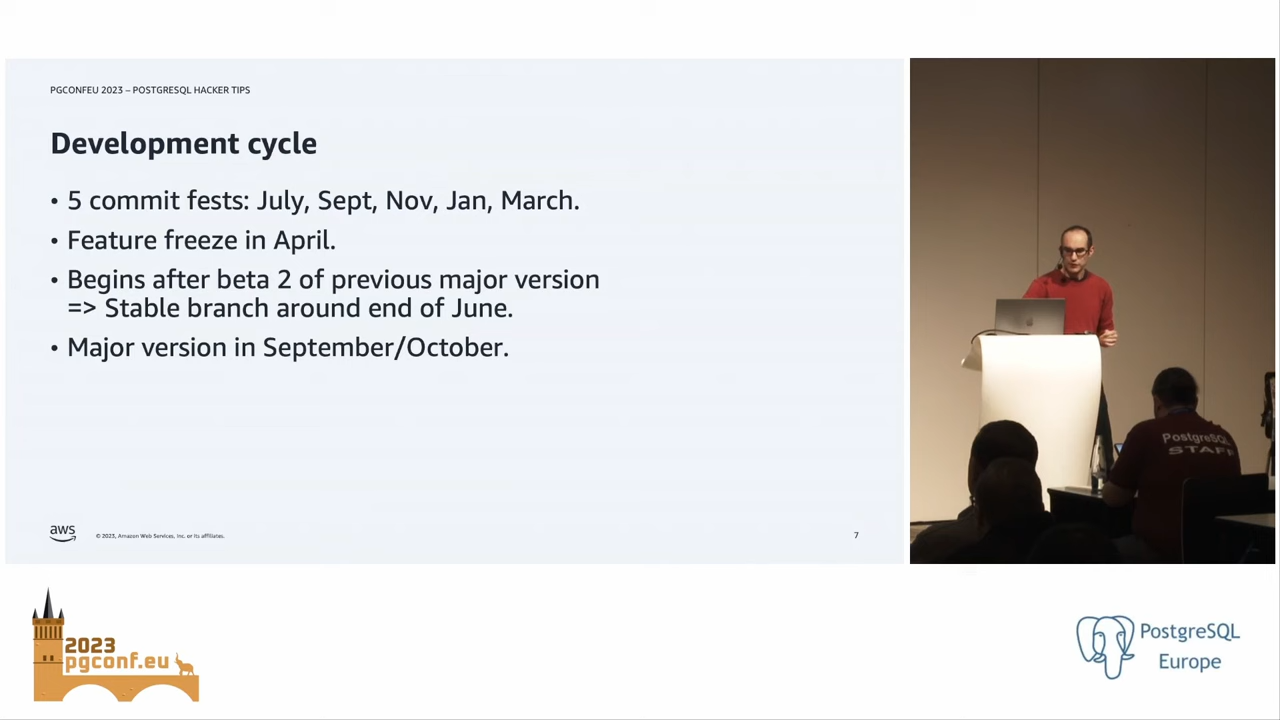 PGCONFEU 2023 – POSTGRESQL HACKER TIPS
Development cycle
• 5 commit fests: July, Sept, Nov, Jan, March.
• Feature freeze in April.
• Begins after beta 2 of previous major version
=> Stable branch around end of June.
• Major version in September/October.
aws
© 2023, Amazon Web Services, Inc. or its affiliates.
7
PostgreSQL
STAFF
2023
pgconf.eu
PostgreSQL
Europe